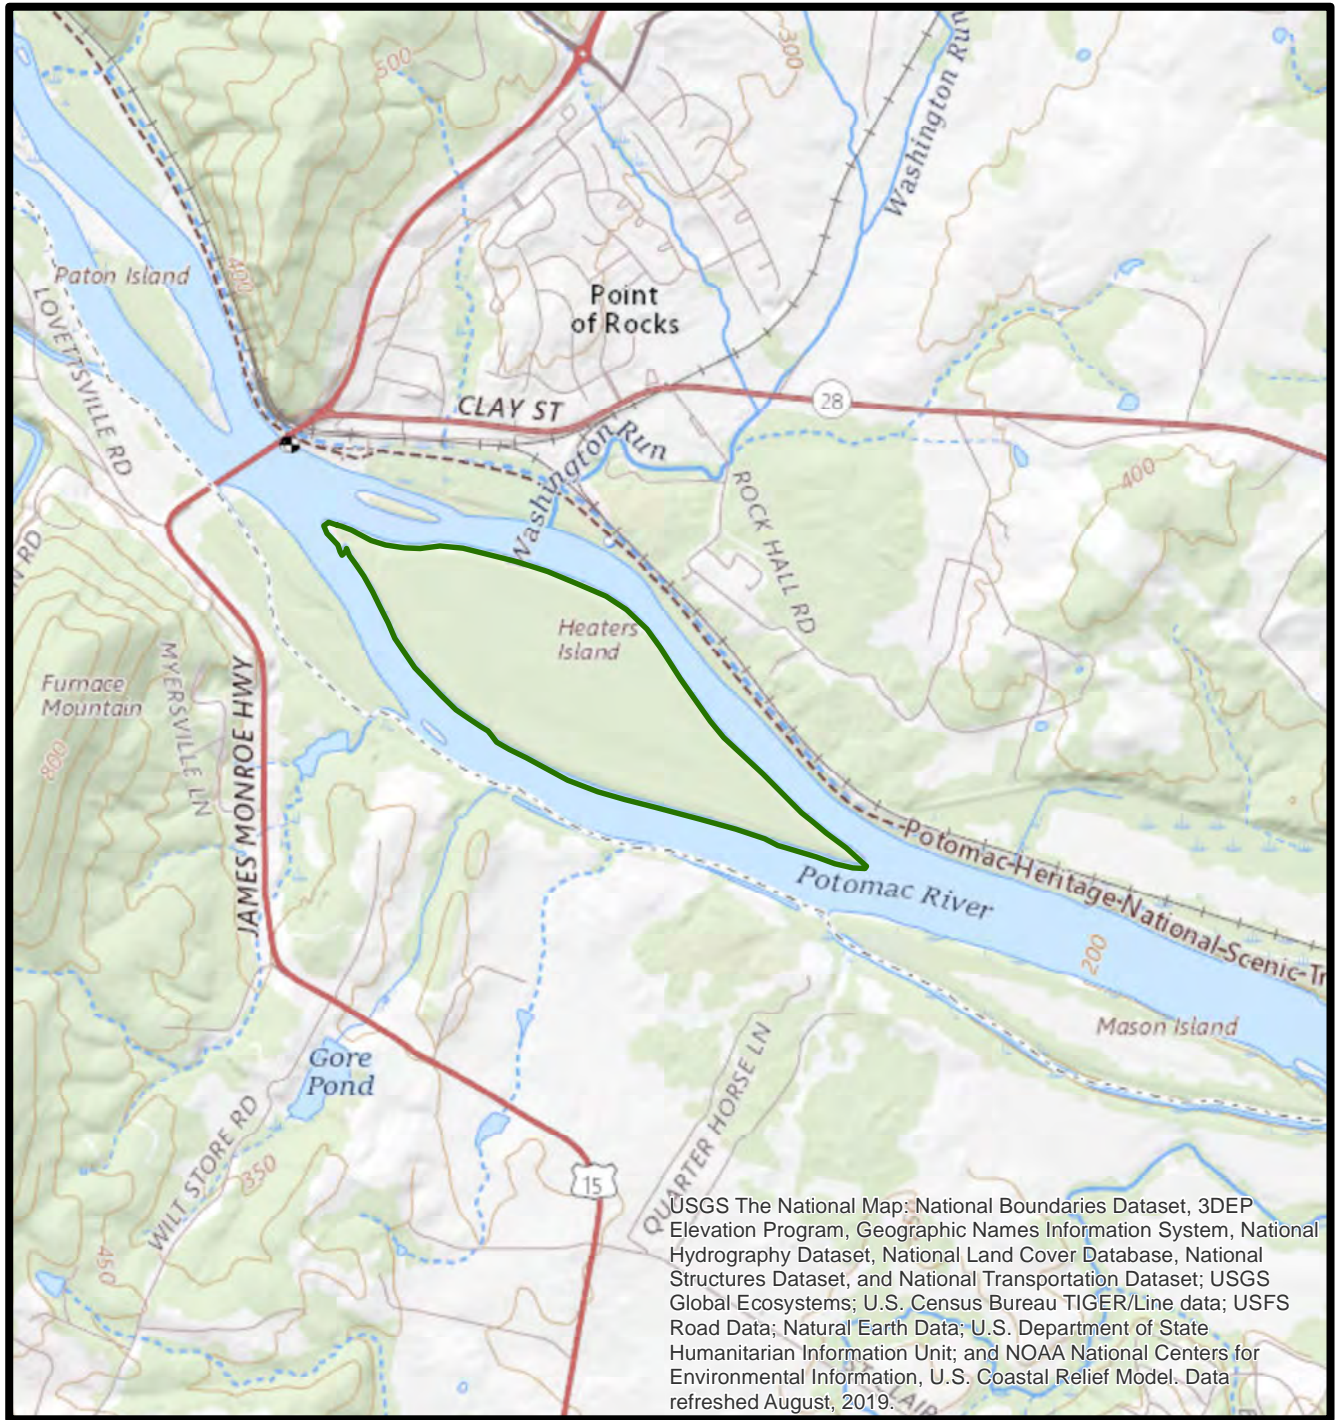 500
300
Washington Run
Paton Island
400
LOVETTSVILLE RD
Point
of Rocks
CLAY ST
28
Washington Run
400
ROCK HALL RD
N RD
Heaters
Island
MYERSVILLE LN
Furnace
Mountain
800
JAMES MONROE HWY
Potomac River
Potomac-Heritage-National-Scenic-Tr
200
Mason Island
Gore
Pond
QUARTER HORSE LN
WILT STORE RD
350
15
450
USGS The National Map: National Boundaries Dataset, 3DEP
Elevation Program, Geographic Names Information System, National
Hydrography Dataset, National Land Cover Database, National
Structures Dataset, and National Transportation Dataset; USGS
Global Ecosystems; U.S. Census Bureau TIGER/Line data; USFS
Road Data; Natural Earth Data; U.S. Department of State
Humanitarian Information Unit; and NOAA National Centers for
Environmental Information, U.S. Coastal Relief Model. Data
refreshed August, 2019.